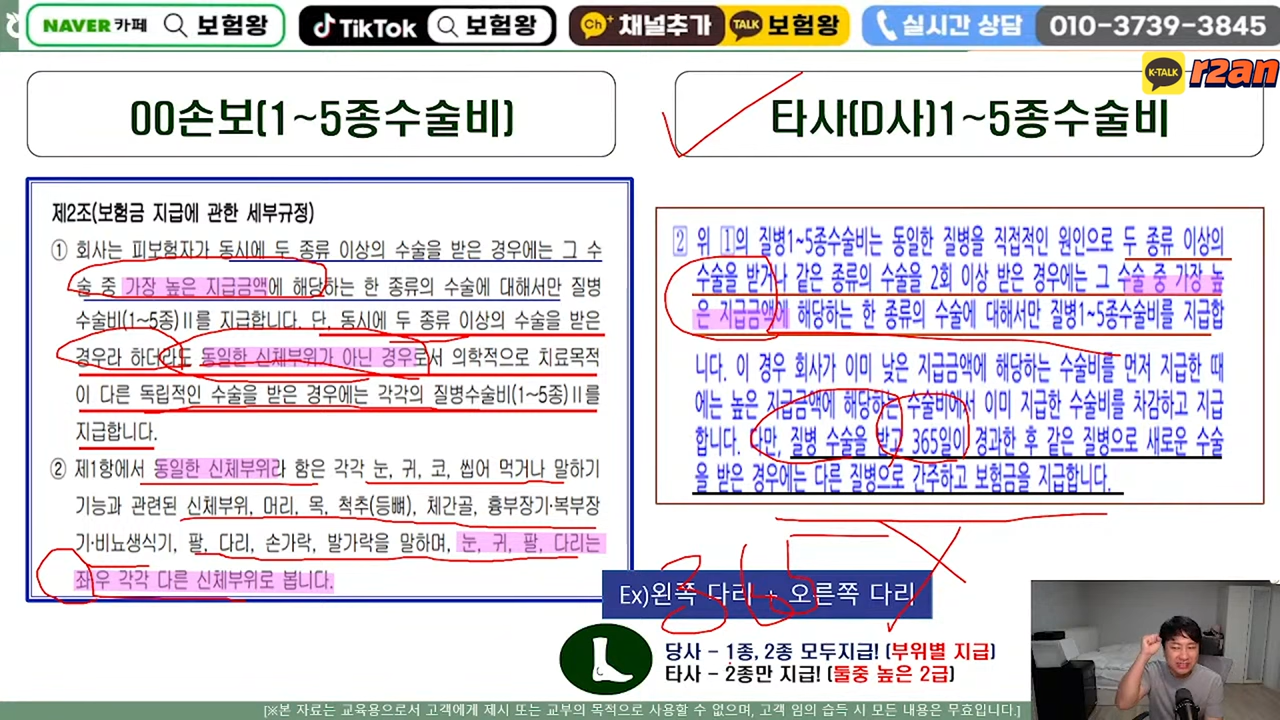 NAVER 카페 보험왕
TikTok 보험왕
Ch+ 채널추가 TALK 보험왕
실시간 상담 010-3739-3845
K-TALK r2an
OO손보(1~5종수술비)
제2조(보험금 지급에 관한 세부규정)
① 회사는 피보험자가 동시에 두 종류 이상의 수술을 받은 경우에는 그 수
술 중 가장 높은 지급금액에 해당하는 한 종류의 수술에 대해서만 질병
수술비(1~5종)Ⅱ를 지급합니다. 단, 동시에 두 종류 이상의 수술을 받은
경우라 하더라도 동일한 신체부위가 아닌 경우로서 의학적으로 치료목적
이 다른 독립적인 수술을 받은 경우에는 각각의 질병수술비(1~5종)Ⅱ를
지급합니다.
② 제1항에서 동일한 신체부위라 함은 각각 눈, 귀, 코, 씹어 먹거나 말하기
기능과 관련된 신체부위, 머리, 목, 척추(등뼈), 체간골, 흉부장기·복부장
기·비뇨생식기, 팔, 다리, 손가락, 발가락을 말하며, 눈, 귀, 팔, 다리는
좌우 각각 다른 신체부위로 봅니다.
타사(D사)1~5종수술비
2 위 1의 질병1~5종수술비는 동일한 질병을 직접적인 원인으로 두 종류 이상의
수술을 받거나 같은 종류의 수술을 2회 이상 받은 경우에는 그 수술 중 가장 높
은 지급금액에 해당하는 한 종류의 수술에 대해서만 질병1~5종수술비를 지급합
니다. 이 경우 회사가 이미 낮은 지급금액에 해당하는 수술비를 먼저 지급한 때
에는 높은 지급금액에 해당하는 수술비에서 이미 지급한 수술비를 차감하고 지급
합니다. 다만, 질병 수술을 받고 365일이 경과한 후 같은 질병으로 새로운 수술
을 받은 경우에는 다른 질병으로 간주하고 보험금을 지급합니다.
365
Ex)왼쪽 다리 + 오른쪽 다리
당사 - 1종, 2종 모두지급! (부위별 지급)
타사 - 2종만 지급! (둘중 높은 2급)
[※본 자료는 교육용으로서 고객에게 제시 또는 교부의 목적으로 사용할 수 없으며, 고객 임의 습득 시 모든 내용은 무효입니다.]